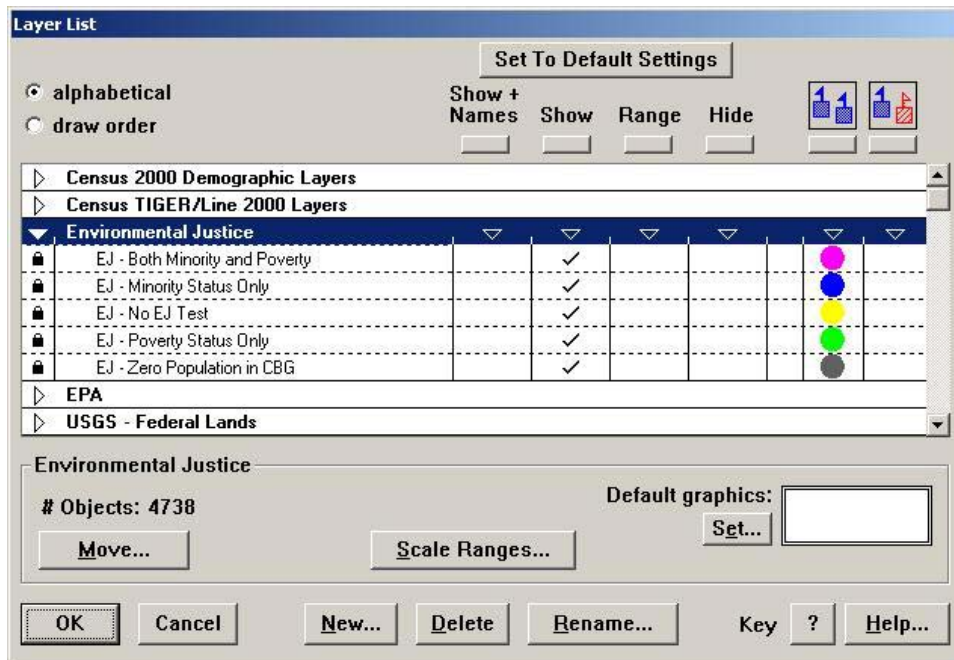 Layer List
Set To Default Settings
alphabetical
draw order
Show + Names Show Range Hide
Census 2000 Demographic Layers
Census TIGER/Line 2000 Layers
Environmental Justice
EJ - Both Minority and Poverty
EJ - Minority Status Only
EJ - No EJ Test
EJ - Poverty Status Only
EJ - Zero Population in CBG
EPA
USGS - Federal Lands
Environmental Justice
# Objects: 4738
Default graphics:
Set...
Move... Scale Ranges...
OK Cancel New... Delete Rename... Key ? Help...